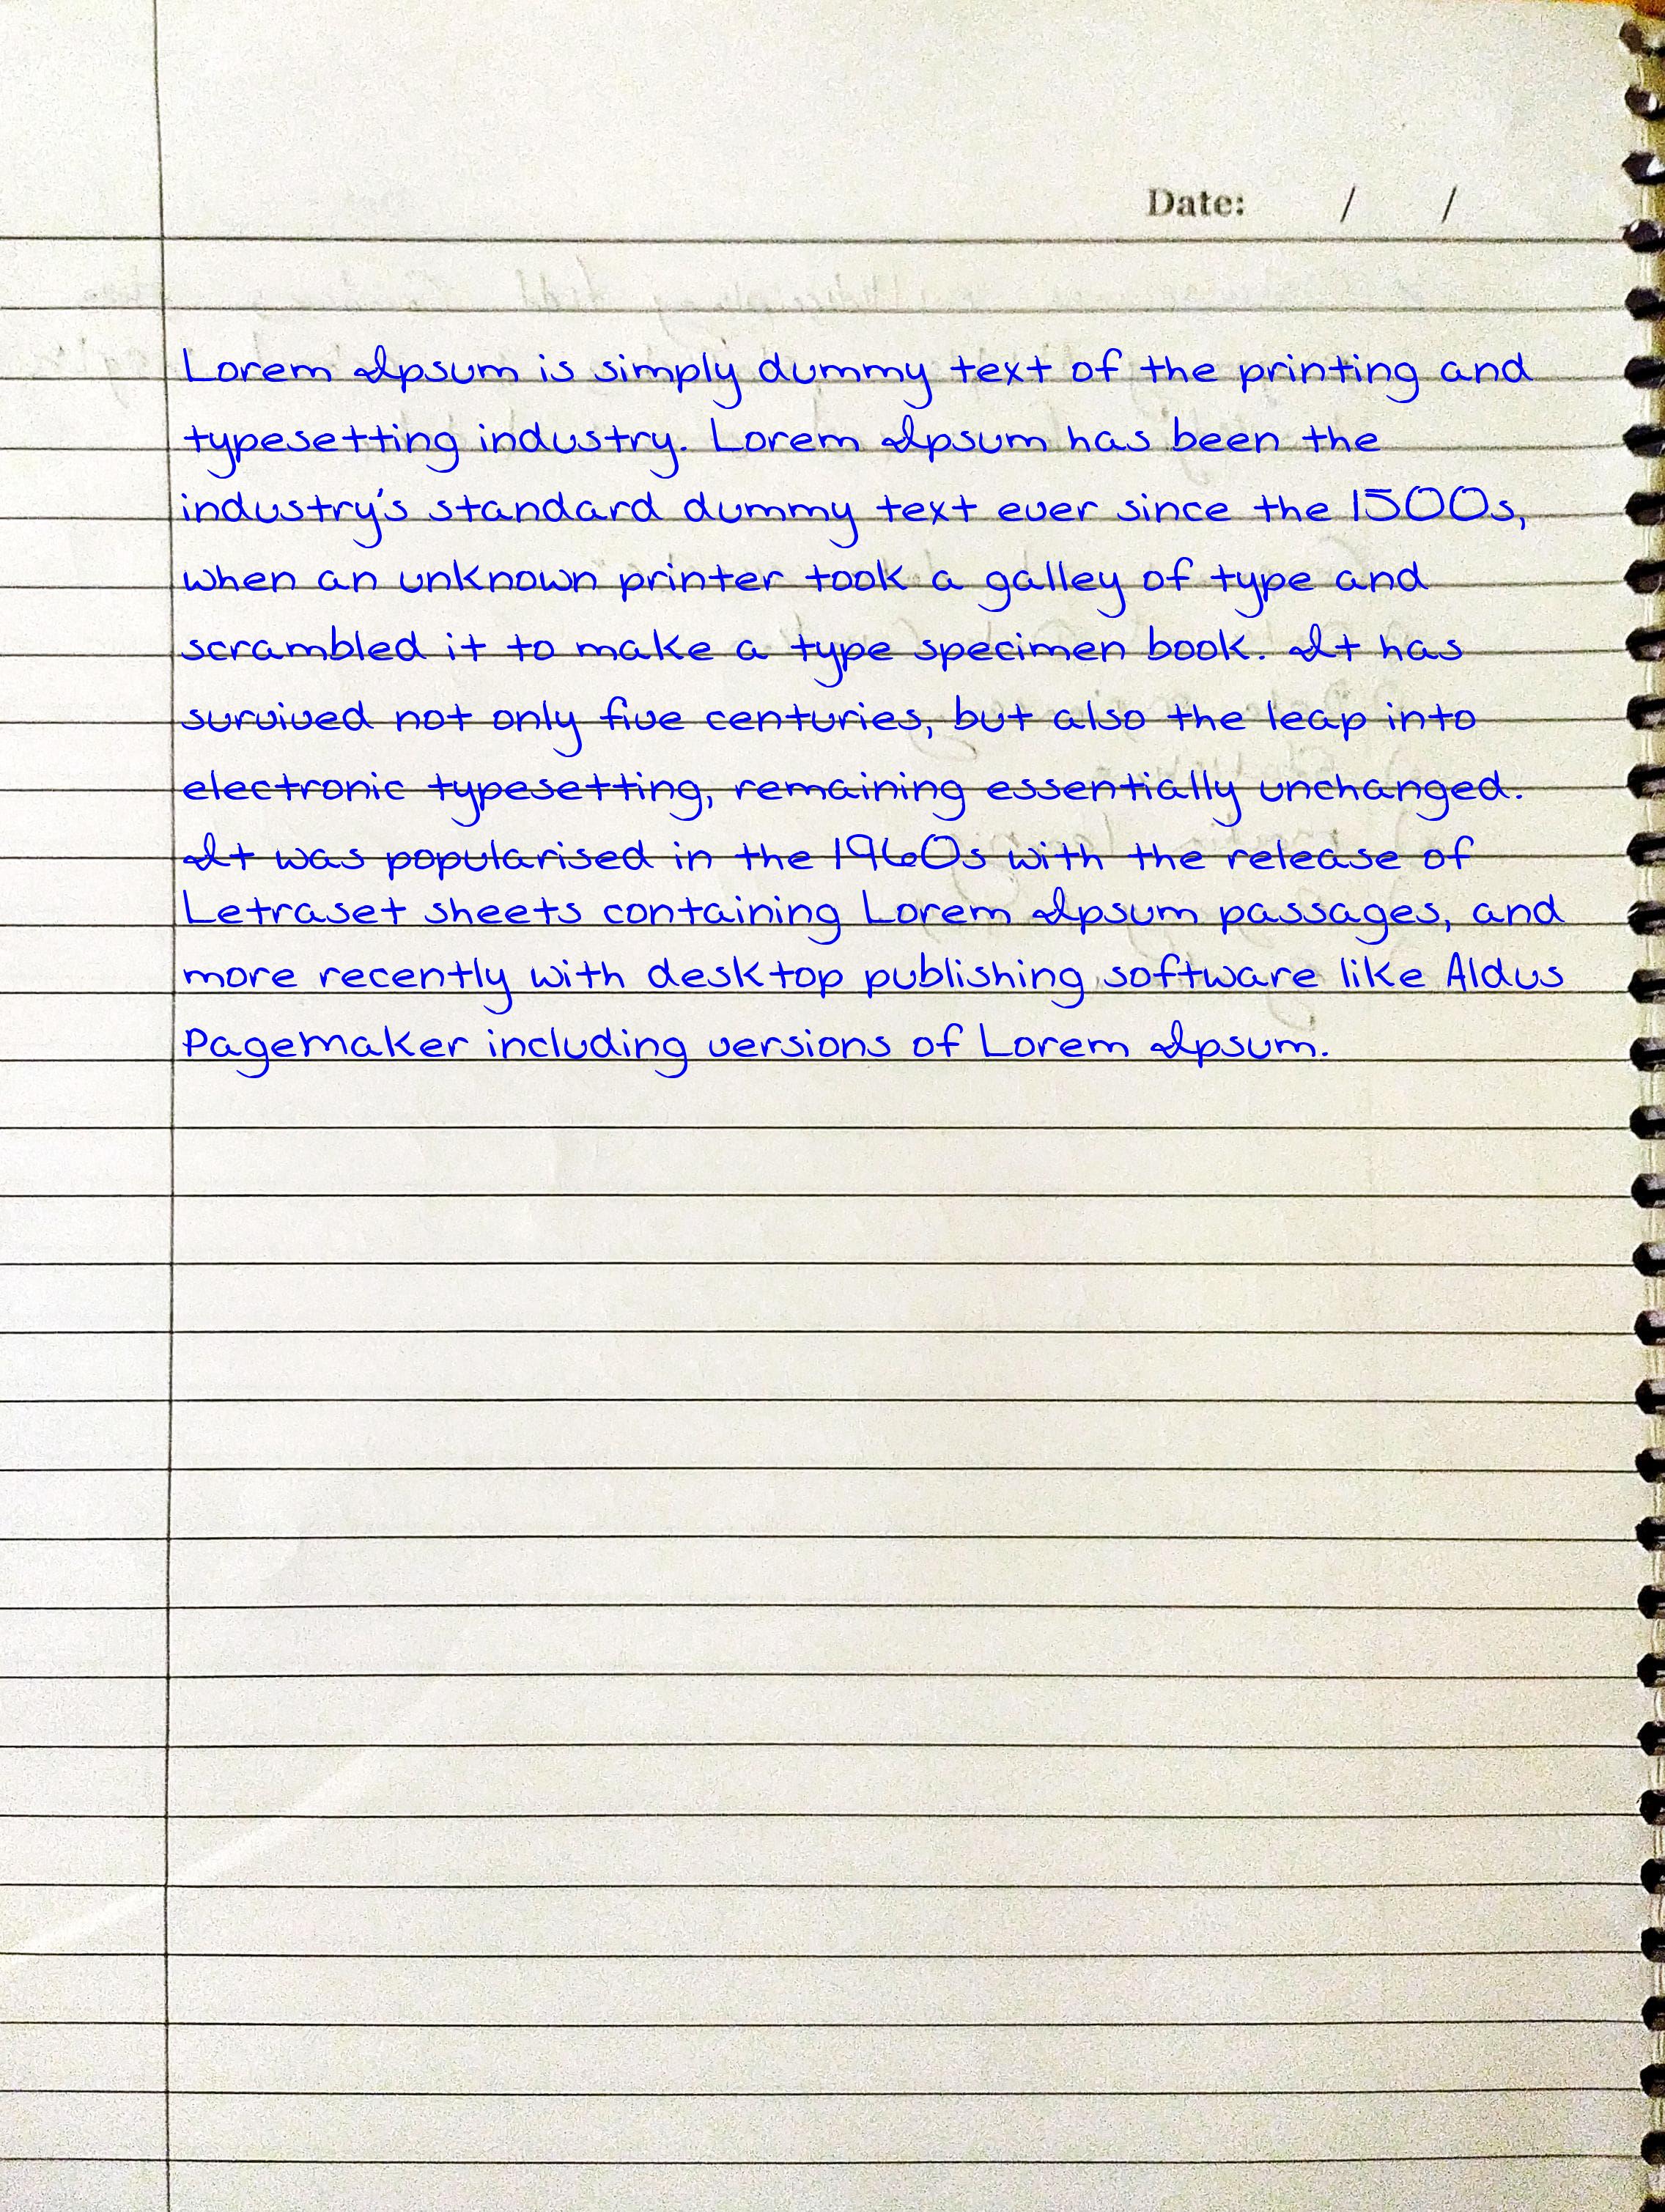 Date: / /
Lorem Ipsum is simply dummy text of the printing and
typesetting industry. Lorem Ipsum has been the
industry's standard dummy text ever since the 1500s,
when an unknown printer took a galley of type and
scrambled it to make a type specimen book. It has
survived not only five centuries, but also the leap into
electronic typesetting, remaining essentially unchanged.
It was popularised in the 1960s with the release of
Letraset sheets containing Lorem Ipsum passages, and
more recently with desktop publishing software like Aldus
PageMaker including versions of Lorem Ipsum.